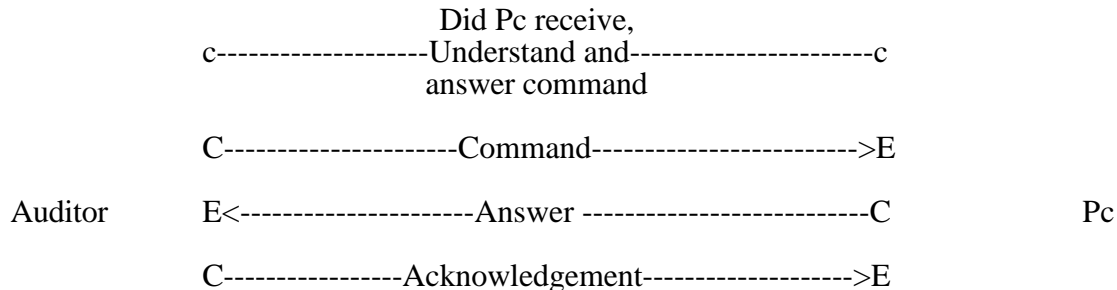 Did Pc receive,
c--------------------Understand and-----------------------c
answer command
C----------------------Command------------------------->E
Auditor E<----------------------Answer ---------------------------C Pc
C-----------------Acknowledgement-------------------->E